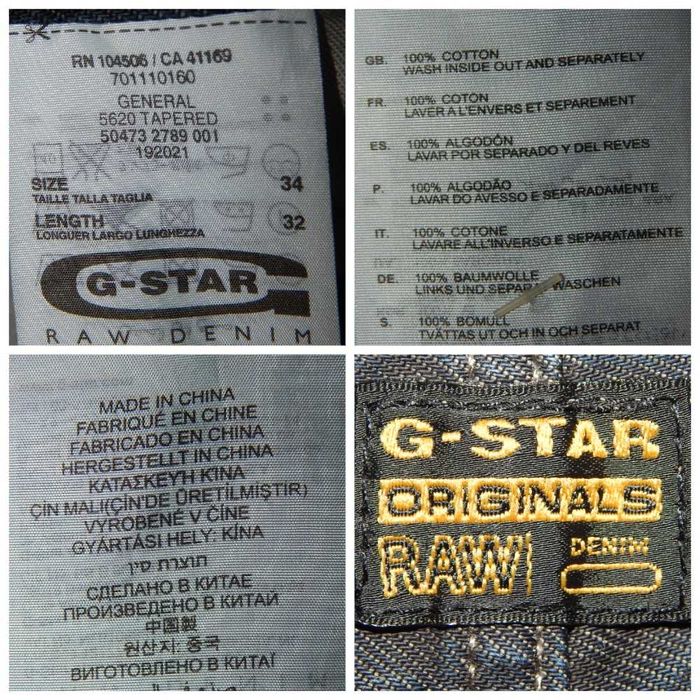 RN 104506 / CA 41169
701110160
GENERAL
5620 TAPERED
50473 2789 001
192021
SIZE 34
TAILLE TALLA TAGLIA
LENGTH 32
LONGUER LARGO LUNGHEZZA
G-STAR
RAW DENIM
GB. 100% COTTON
WASH INSIDE OUT AND SEPARATELY
FR. 100% COTON
LAVER A L'ENVERS ET SEPAREMENT
ES. 100% ALGODÓN
LAVAR POR SEPARADO Y DEL REVES
P. 100% ALGODÃO
LAVAR DO AVESSO E SEPARADAMENTE
IT. 100% COTONE
LAVARE ALL'INVERSO E SEPARATAMENTE
DE. 100% BAUMWOLLE
LINKS UND WASCHEN
S. 100% BOMULL
TVÄTTAS UT OCH IN OCH SEPARAT
MADE IN CHINA
FABRIQUÉ EN CHINE
FABRICADO EN CHINA
HERGESTELLT IN CHINA
ΚΑΤΑΣΚΕΥΗ ΚΊΝΑ
ÇİN MALI(ÇİN'DE ÜRETİLMİŞTİR)
VYROBENÉ V ČÍNE
GYÁRTÁSI HELY: KÍNA
תוצרת סין
СДЕЛАНО В КИТАЕ
ПРОИЗВЕДЕНО В КИТАЙ
中國製
원산지: 중국
ВИГОТОВЛЕНО В КИТАЇ
G-STAR
ORIGINALS
RAW DENIM